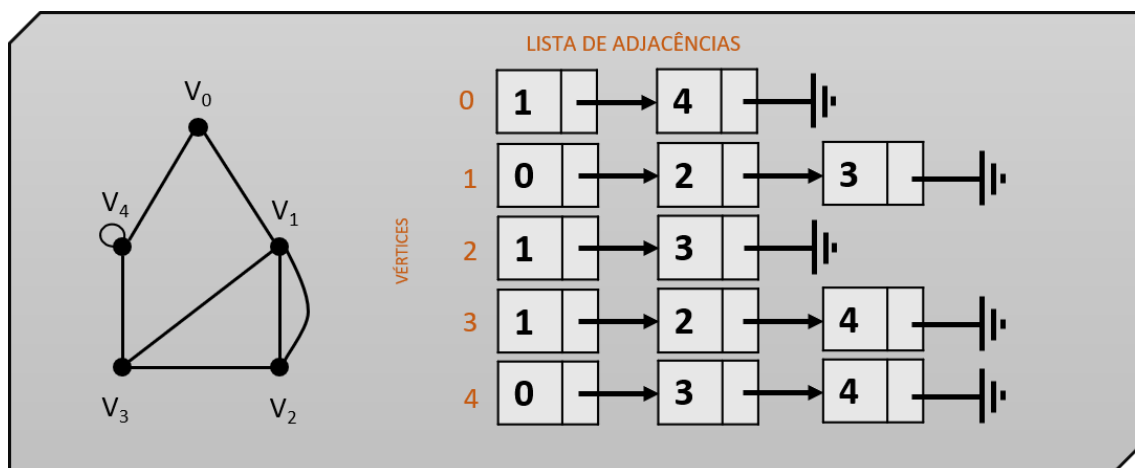 LISTA DE ADJACÊNCIAS
V0
V4
V1
V3
V2
VÉRTICES
0 1 4
1 0 2 3
2 1 3
3 1 2 4
4 0 3 4